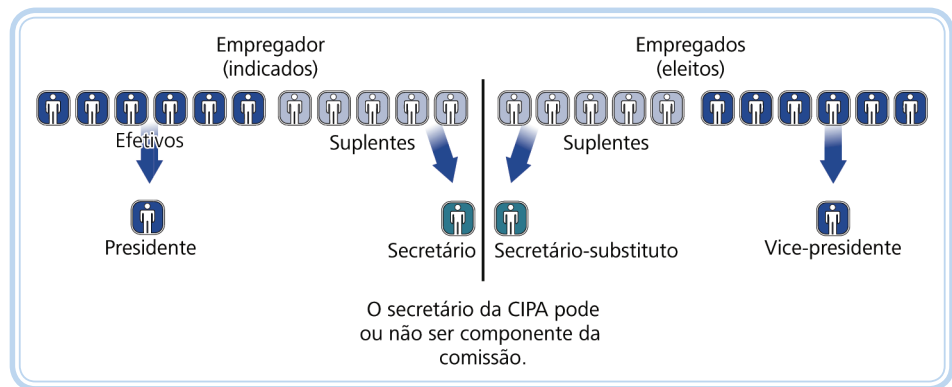 Empregador
(indicados)
Empregados
(eleitos)
Efetivos
Suplentes
Suplentes
Presidente
Secretário
Secretário-substituto
Vice-presidente
O secretário da CIPA pode
ou não ser componente da
comissão.